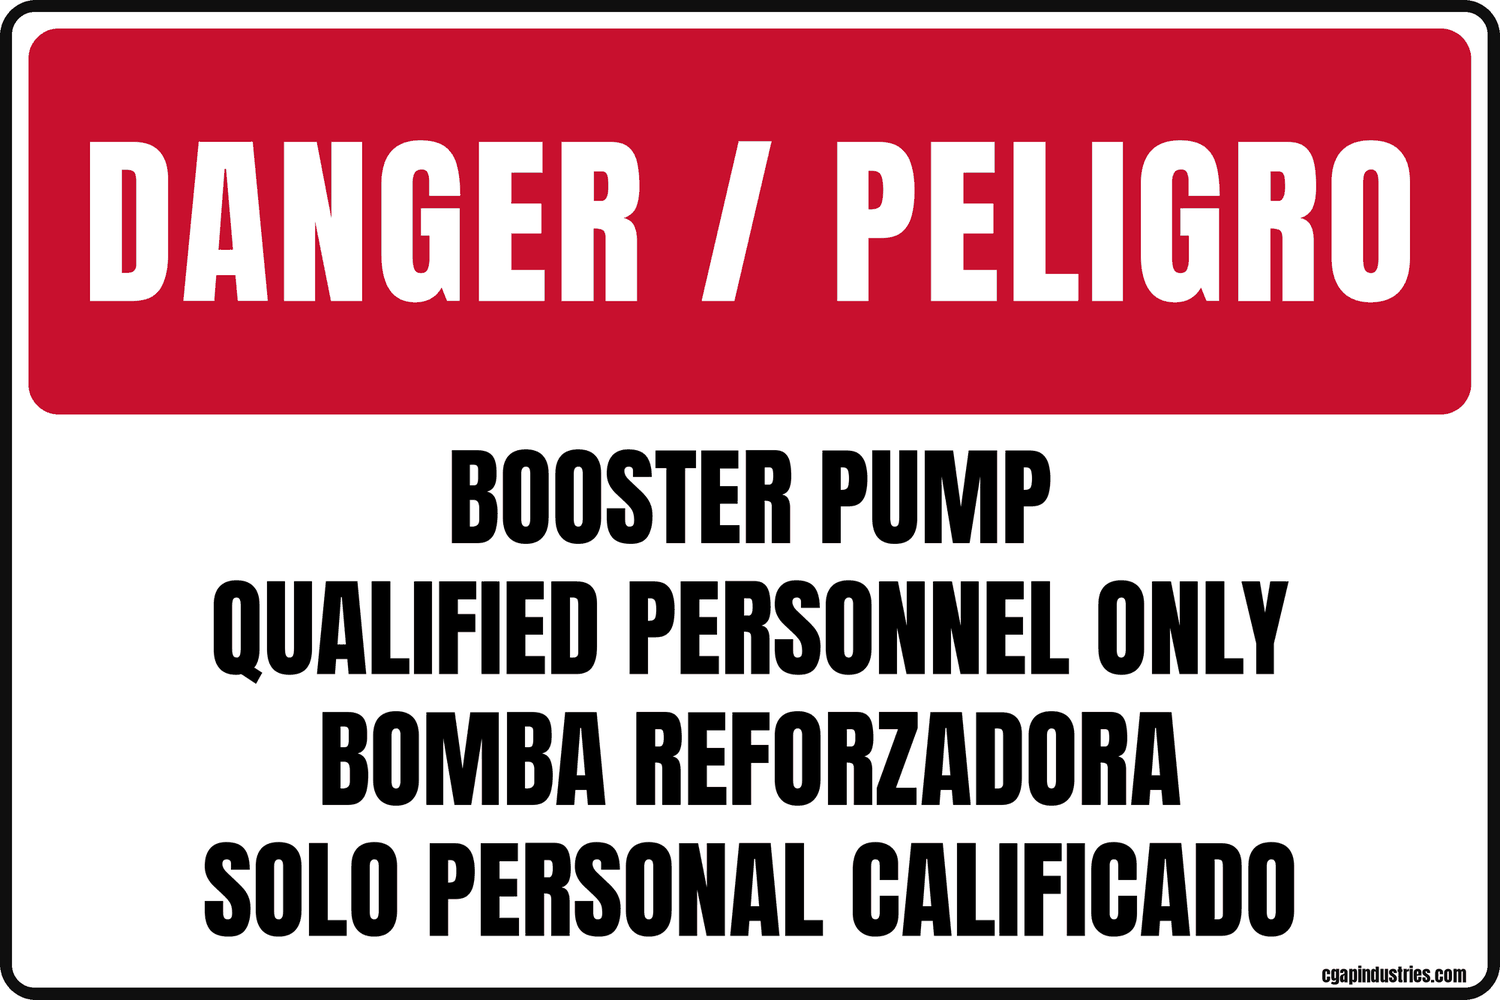 DANGER / PELIGRO
BOOSTER PUMP
QUALIFIED PERSONNEL ONLY
BOMBA REFORZADORA
SOLO PERSONAL CALIFICADO
cgapindustries.com